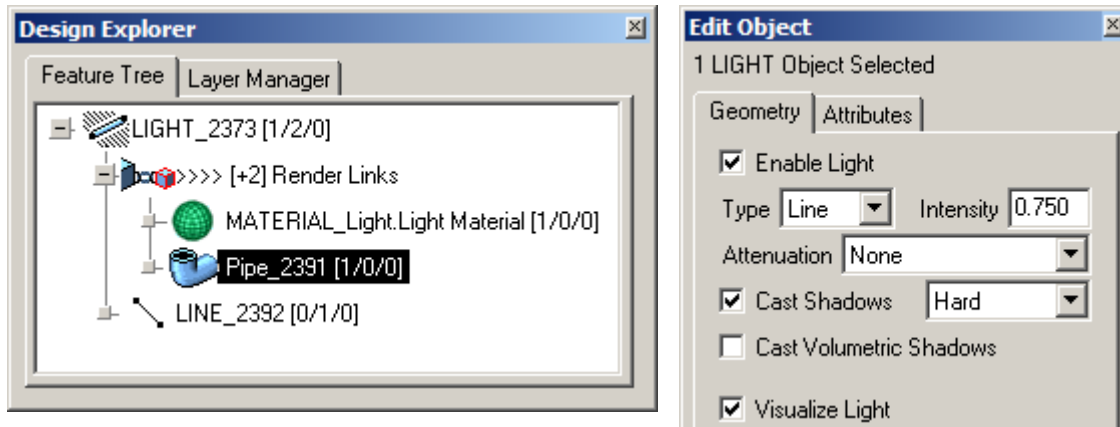 Design Explorer
Feature Tree Layer Manager
LIGHT_2373 [1/2/0]
>>>> [+2] Render Links
MATERIAL_Light.Light Material [1/0/0]
Pipe_2391 [1/0/0]
LINE_2392 [0/1/0]
Edit Object
1 LIGHT Object Selected
Geometry Attributes
Enable Light
Type Line Intensity 0.750
Attenuation None
Cast Shadows Hard
Cast Volumetric Shadows
Visualize Light